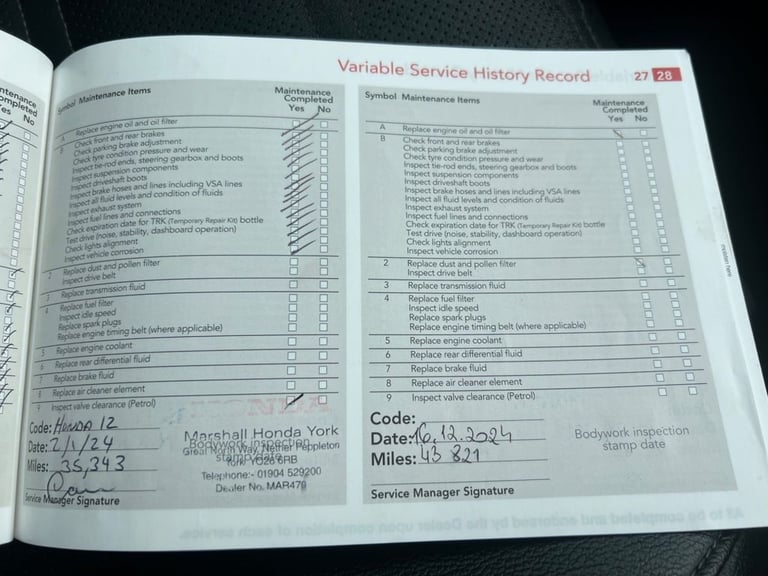 Variable Service History Record 27 28
Symbol Maintenance Items
Maintenance
Completed
Yes No
A Replace engine oil and oil filter
Check front and rear brakes
Check parking brake adjustment
Check tyre condition pressure and wear
Inspect tie-rod ends, steering gearbox and boots
Inspect suspension components
Inspect driveshaft boots
Inspect brake hoses and lines including VSA lines
Inspect all fluid levels and condition of fluids
Inspect exhaust system
Inspect fuel lines and connections
Check expiration date for TRK (Temporary Repair Kit) bottle
Test drive (noise, stability, dashboard operation)
Check lights alignment
Inspect vehicle corrosion
2 Replace dust and pollen filter
Inspect drive belt
3 Replace transmission fluid
4 Replace fuel filter
Inspect idle speed
Replace spark plugs
Replace engine timing belt (where applicable)
5 Replace engine coolant
6 Replace rear differential fluid
7 Replace brake fluid
8 Replace air cleaner element
9 Inspect valve clearance (Petrol)
HONDA
Code: HONDA 12
Date: 2/1/24
Miles: 35,343
Service Manager Signature
Marshall Honda York
Bodywork inspection
stamp date
Great North Way, Nether Poppleton
York YO26 6RB
Telephone:- 01904 529200
Dealer No. MAR479
Symbol Maintenance Items
Maintenance
Completed
Yes No
A Replace engine oil and oil filter
B Check front and rear brakes
Check parking brake adjustment
Check tyre condition pressure and wear
Inspect tie-rod ends, steering gearbox and boots
Inspect suspension components
Inspect driveshaft boots
Inspect brake hoses and lines including VSA lines
Inspect all fluid levels and condition of fluids
Inspect exhaust system
Inspect fuel lines and connections
Check expiration date for TRK (Temporary Repair Kit) bottle
Test drive (noise, stability, dashboard operation)
Check lights alignment
Inspect vehicle corrosion
2 Replace dust and pollen filter
Inspect drive belt
3 Replace transmission fluid
4 Replace fuel filter
Inspect idle speed
Replace spark plugs
Replace engine timing belt (where applicable)
5 Replace engine coolant
6 Replace rear differential fluid
7 Replace brake fluid
8 Replace air cleaner element
9 Inspect valve clearance (Petrol)
Code:
Date: 16.12.2024
Miles: 43 821
Service Manager Signature
Bodywork inspection
stamp date